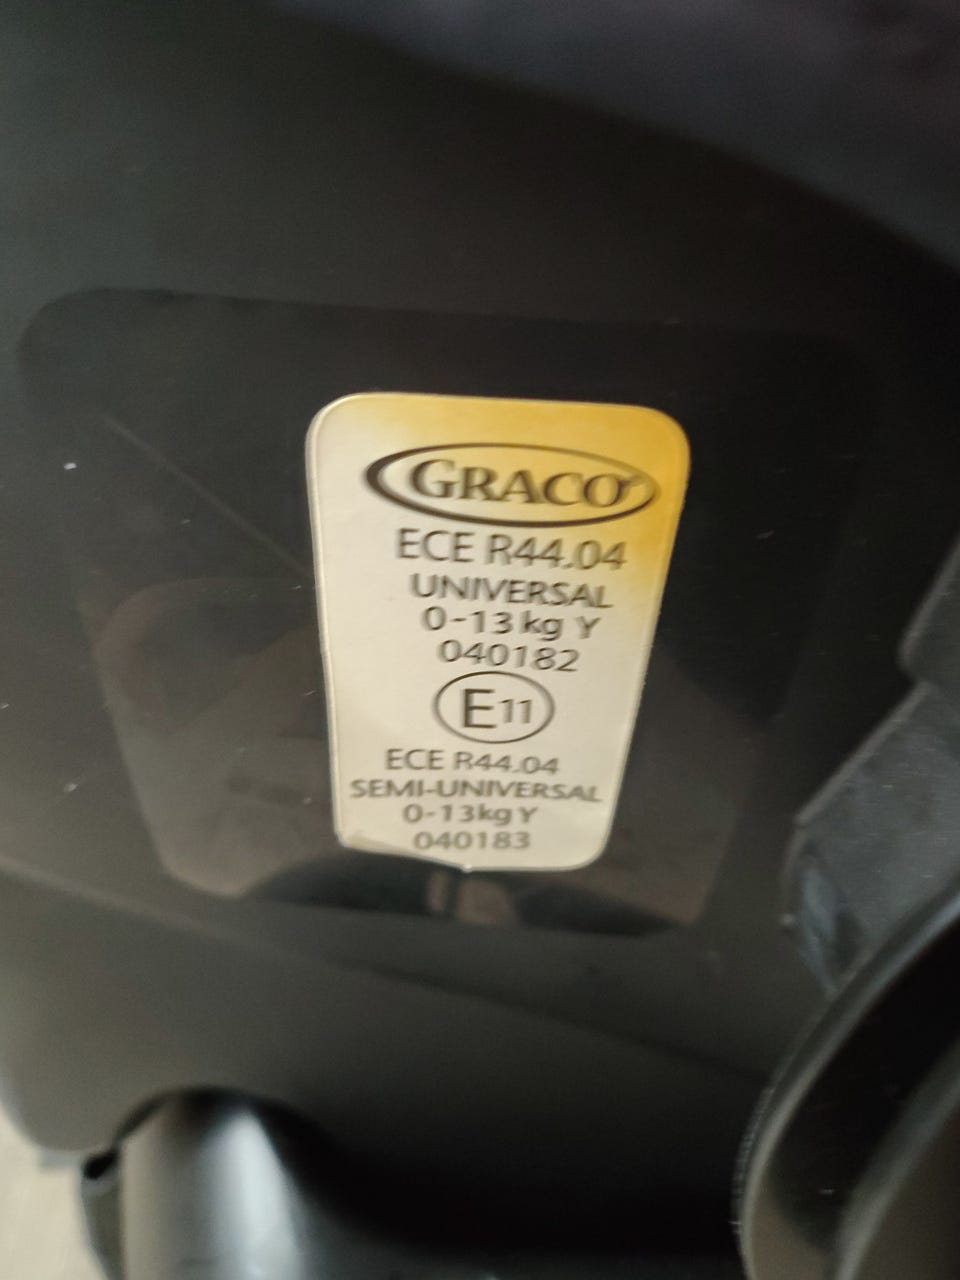 GRACO
ECE R44.04
UNIVERSAL
0-13 kg Y
040182
E11
ECE R44.04
SEMI-UNIVERSAL
0-13kg Y
040183